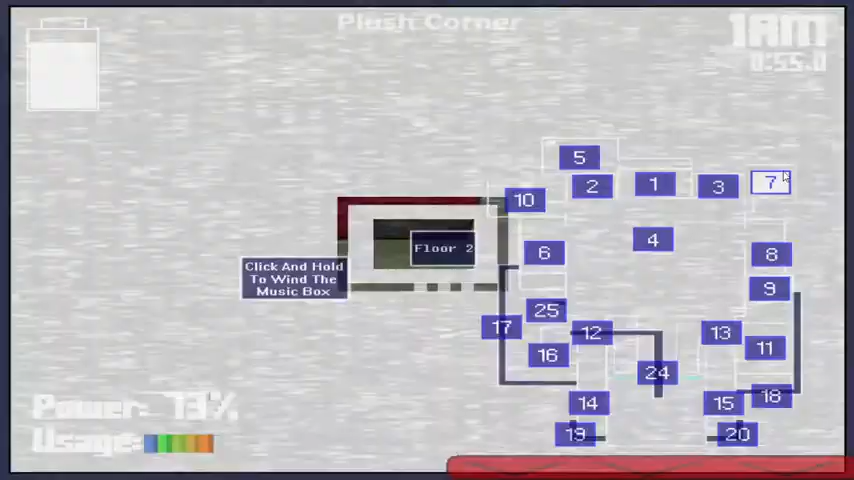 Plush Corner
1AM
0:55.0
5
2
1
3
7
10
4
6
8
Floor 2
Click And Hold
To Wind The
Music Box
9
25
17
12
13
16
11
24
14
15
18
19
20
Power: 73%
Usage: